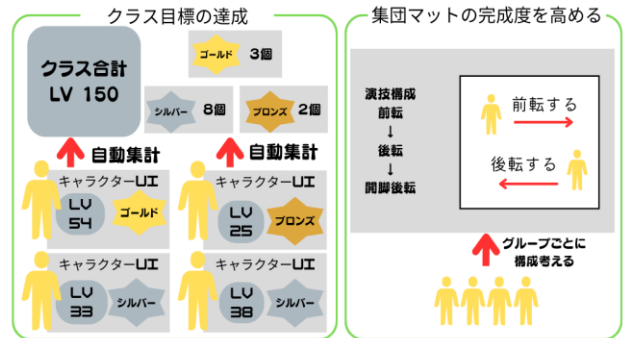 クラス目標の達成
クラス合計
LV 150
ゴールド 3個
シルバー 8個
ブロンズ 2個
自動集計
自動集計
キャラクターUI
LV
54
ゴールド
キャラクターUI
LV
25
ブロンズ
キャラクターUI
LV
33
シルバー
キャラクターUI
LV
38
シルバー
集団マットの完成度を高める
演技構成
前転
↓
後転
↓
開脚後転
前転する
後転する
グループごとに
構成考える